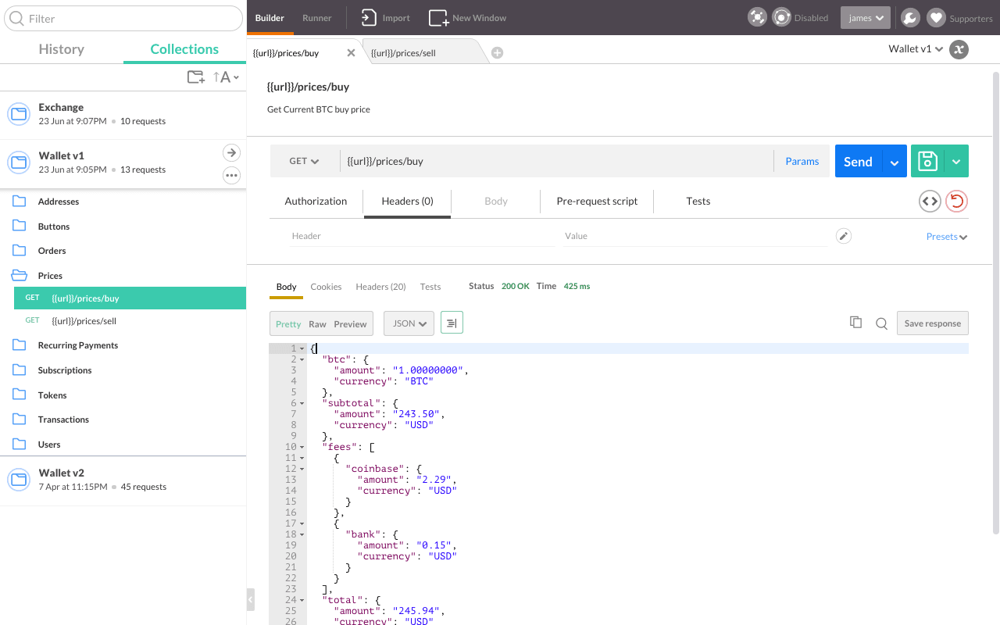 Filter
History Collections
↑A
Exchange
23 Jun at 9:07PM 10 requests
Wallet v1
23 Jun at 9:05PM 13 requests
Addresses
Buttons
Orders
Prices
GET {{url}}/prices/buy
GET {{url}}/prices/sell
Recurring Payments
Subscriptions
Tokens
Transactions
Users
Wallet v2
7 Apr at 11:15PM 45 requests
Builder Runner Import New Window Disabled james Supporters
{{url}}/prices/buy {{url}}/prices/sell Wallet v1 x
{{url}}/prices/buy
Get Current BTC buy price
GET {{url}}/prices/buy Params Send
Authorization Headers (0) Body Pre-request script Tests
Header Value Presets
Body Cookies Headers (20) Tests Status 200 OK Time 425 ms
Pretty Raw Preview JSON Save response
1 {
2 "btc": {
3 "amount": "1.00000000",
4 "currency": "BTC"
5 },
6 "subtotal": {
7 "amount": "243.50",
8 "currency": "USD"
9 },
10 "fees": [
11 {
12 "coinbase": {
13 "amount": "2.29",
14 "currency": "USD"
15 }
16 },
17 {
18 "bank": {
19 "amount": "0.15",
20 "currency": "USD"
21 }
22 }
23 ],
24 "total": {
25 "amount": "245.94",
26 "currency": "USD"